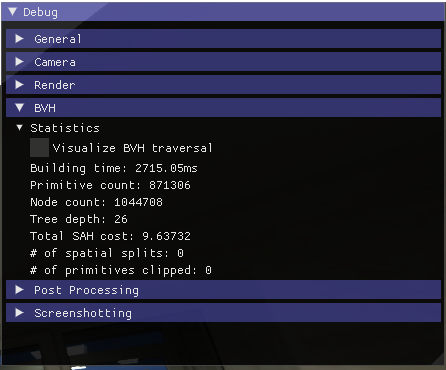 Debug
General
Camera
Render
BVH
Statistics
Visualize BVH traversal
Building time: 2715.05ms
Primitive count: 871306
Node count: 1044708
Tree depth: 26
Total SAH cost: 9.63732
# of spatial splits: 0
# of primitives clipped: 0
Post Processing
Screenshotting